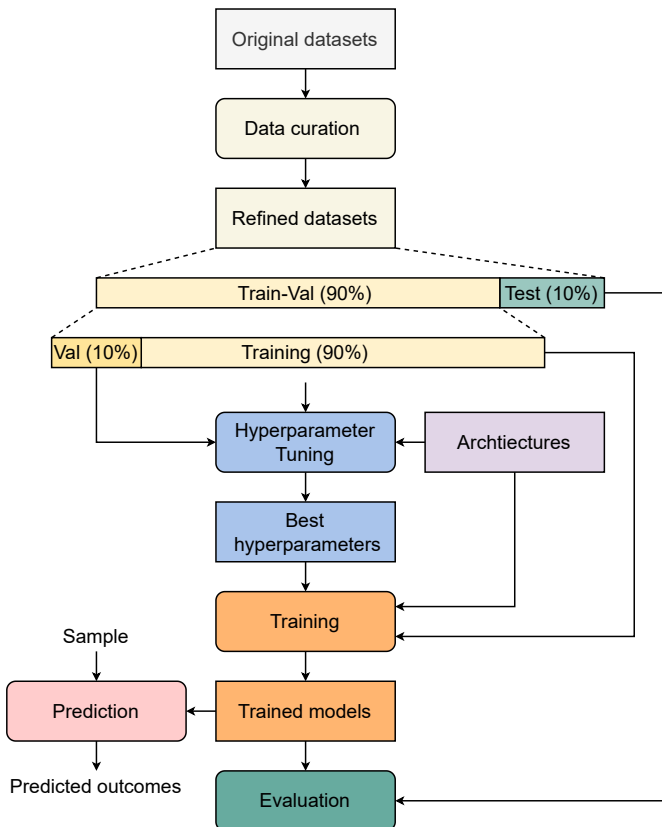 Original datasets
Data curation
Refined datasets
Train-Val (90%)
Test (10%)
Val (10%)
Training (90%)
Hyperparameter
Tuning
Archtiectures
Best
hyperparameters
Training
Sample
Prediction
Trained models
Predicted outcomes
Evaluation